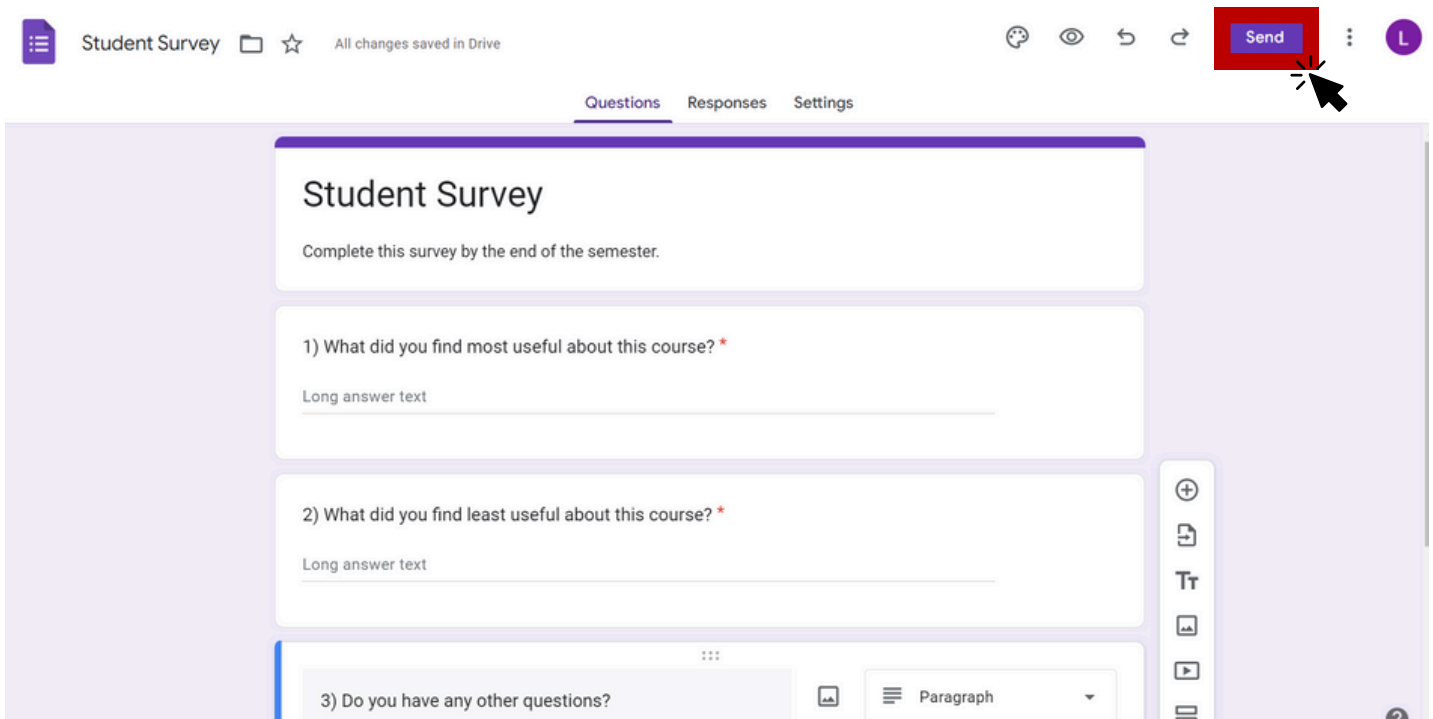 Student Survey
All changes saved in Drive
Send
L
Questions Responses Settings
Student Survey
Complete this survey by the end of the semester.
1) What did you find most useful about this course? *
Long answer text
2) What did you find least useful about this course? *
Long answer text
Tт
3) Do you have any other questions?
Paragraph